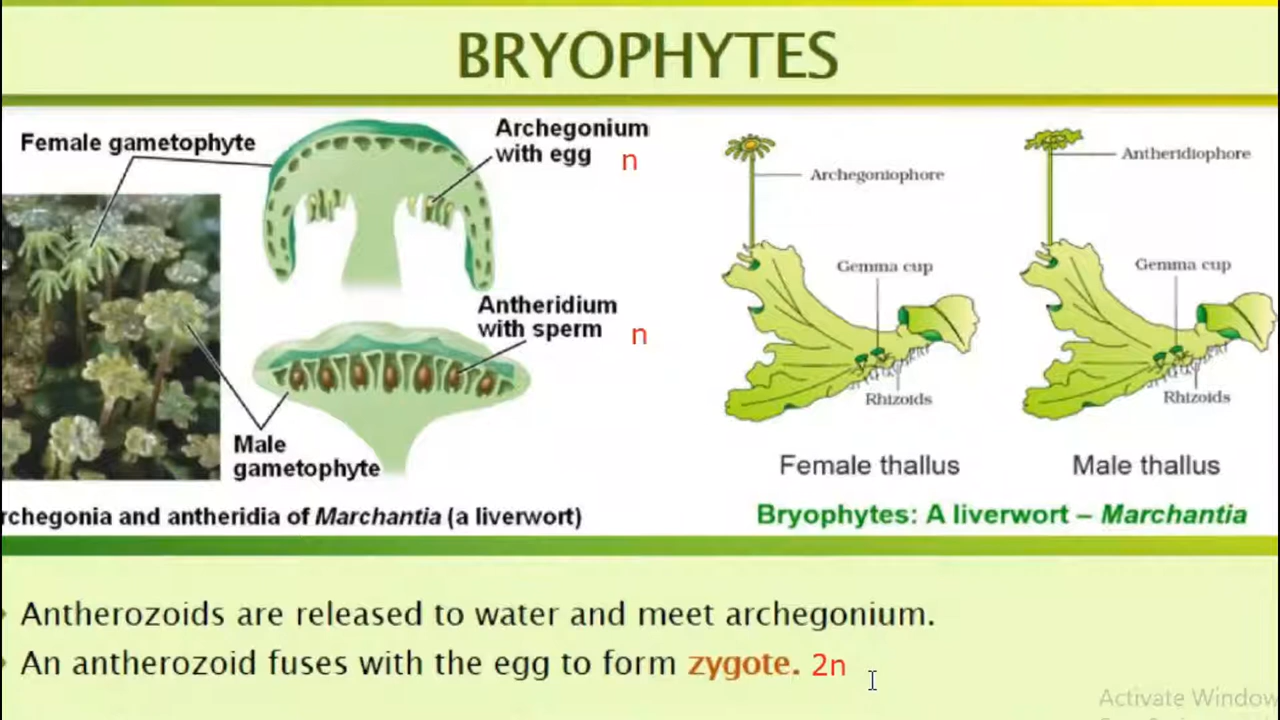 BRYOPHYTES
Female gametophyte
Archegonium
with egg n
Antheridium
with sperm n
Male
gametophyte
rchegonia and antheridia of Marchantia (a liverwort)
Archegoniophore
Gemma cup
Rhizoids
Female thallus
Antheridiophore
Gemma cup
Rhizoids
Male thallus
Bryophytes: A liverwort – Marchantia
Antherozoids are released to water and meet archegonium.
An antherozoid fuses with the egg to form zygote. 2n
Activate Window